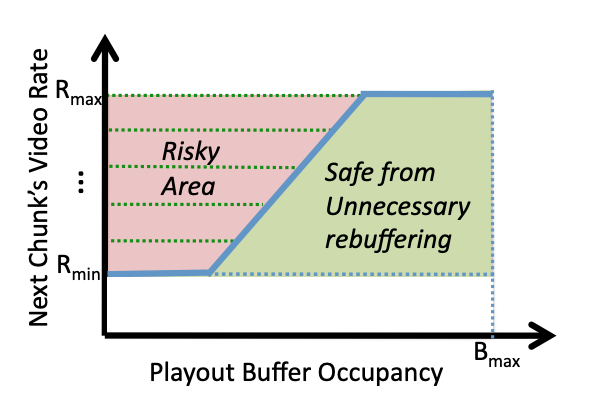 Next Chunk's Video Rate
Rmax
...
Rmin
Risky
Area
Safe from
Unnecessary
rebuffering
Bmax
Playout Buffer Occupancy